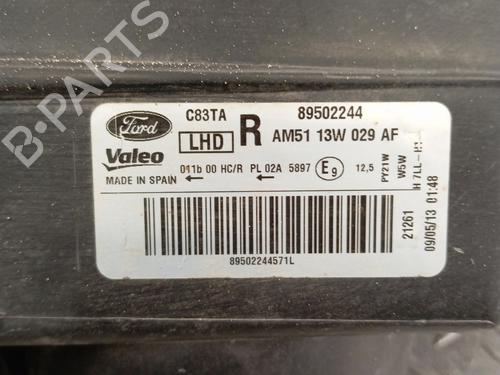 C83TA 89502244
Ford
LHD R AM51 13W 029 AF
Valeo
011b 00 HC/R PL 02A 5897 E9 12,5
MADE IN SPAIN
PY21W
W5W
21261
09/05/13 01:48
89502244571L
B-PARTS